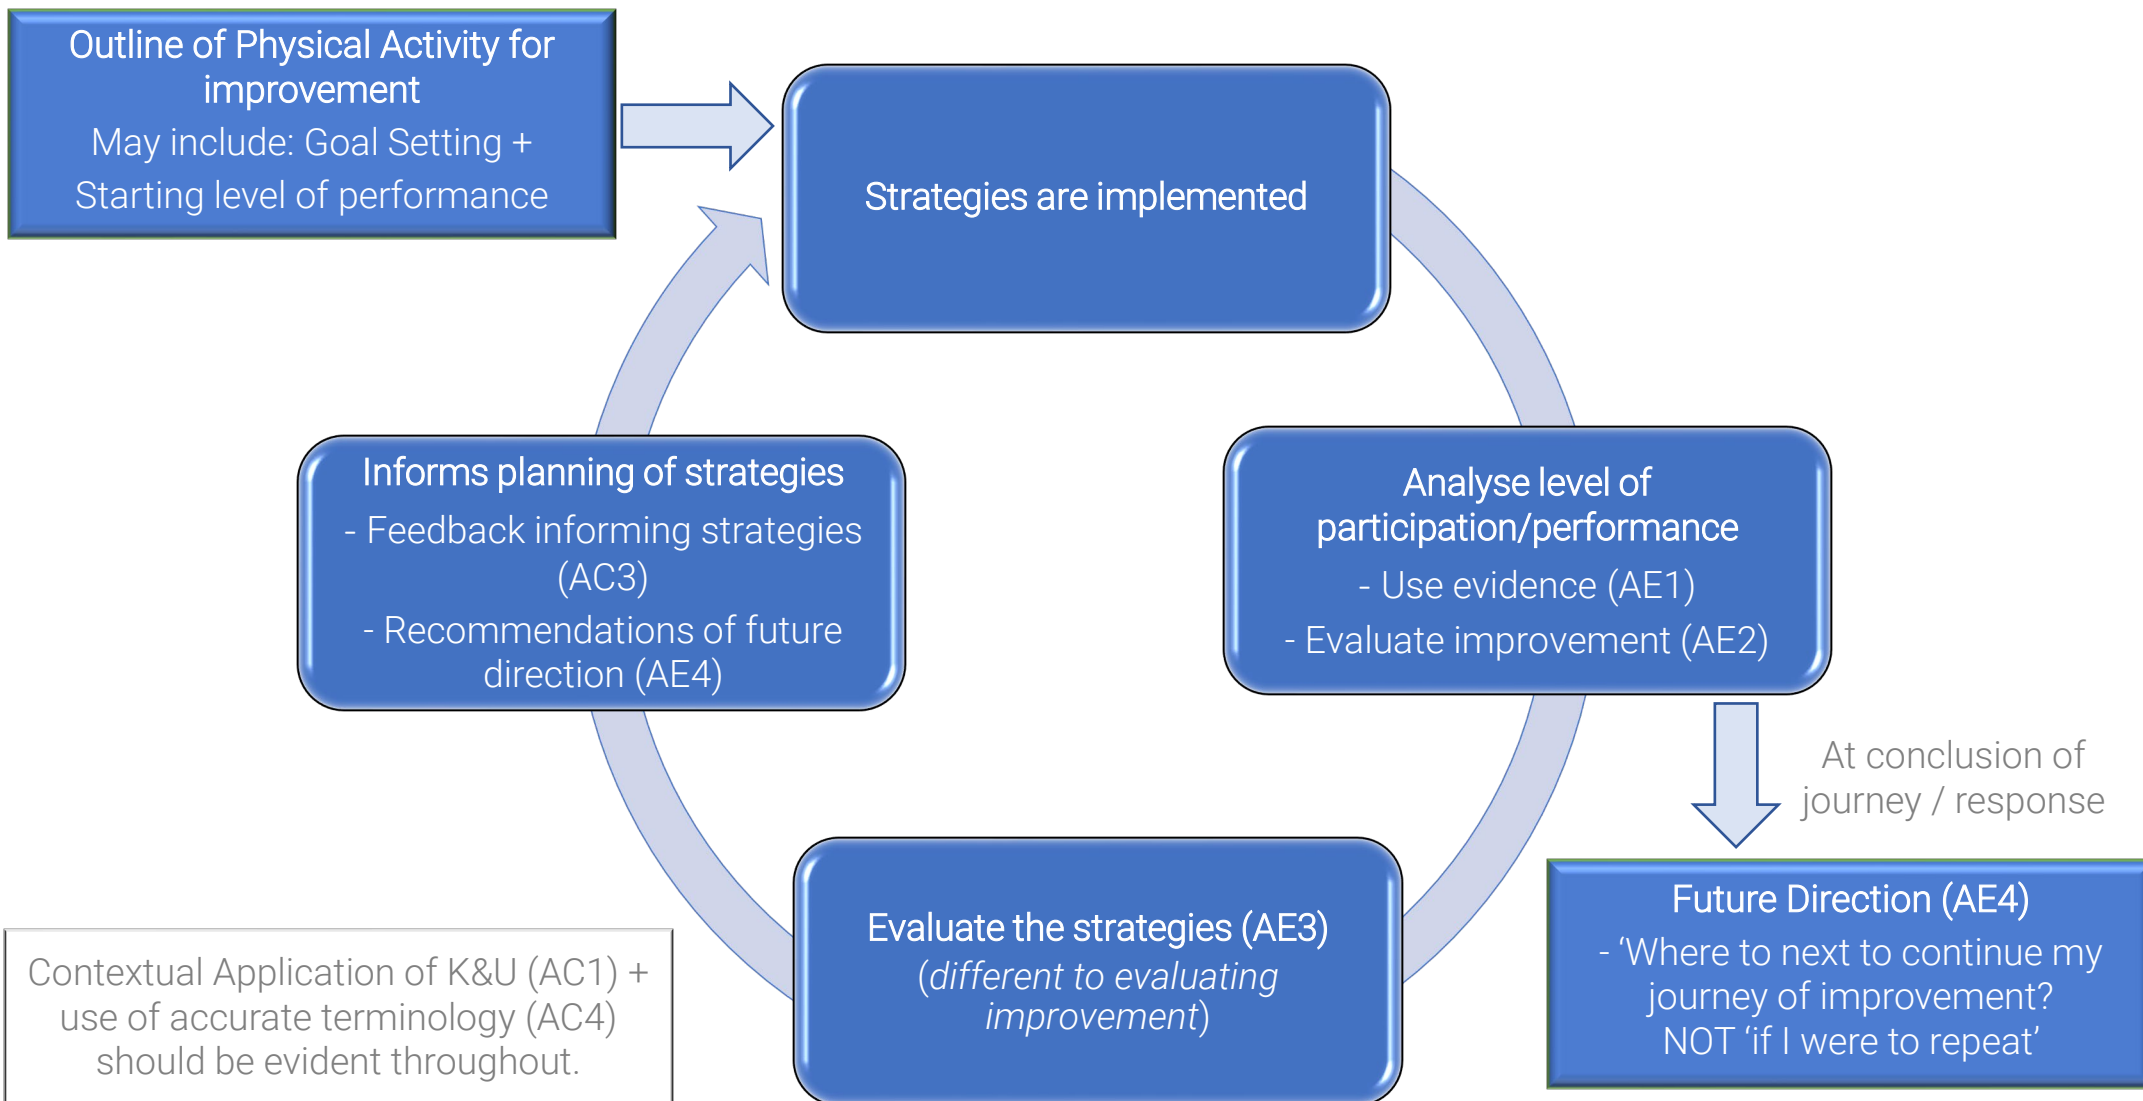 Outline of Physical Activity for
improvement
May include: Goal Setting +
Starting level of performance
Strategies are implemented
Analyse level of
participation/performance
- Use evidence (AE1)
- Evaluate improvement (AE2)
At conclusion of
journey / response
Future Direction (AE4)
- ‘Where to next to continue my
journey of improvement?
NOT ‘if I were to repeat’
Evaluate the strategies (AE3)
(different to evaluating
improvement)
Informs planning of strategies
- Feedback informing strategies
(AC3)
- Recommendations of future
direction (AE4)
Contextual Application of K&U (AC1) +
use of accurate terminology (AC4)
should be evident throughout.